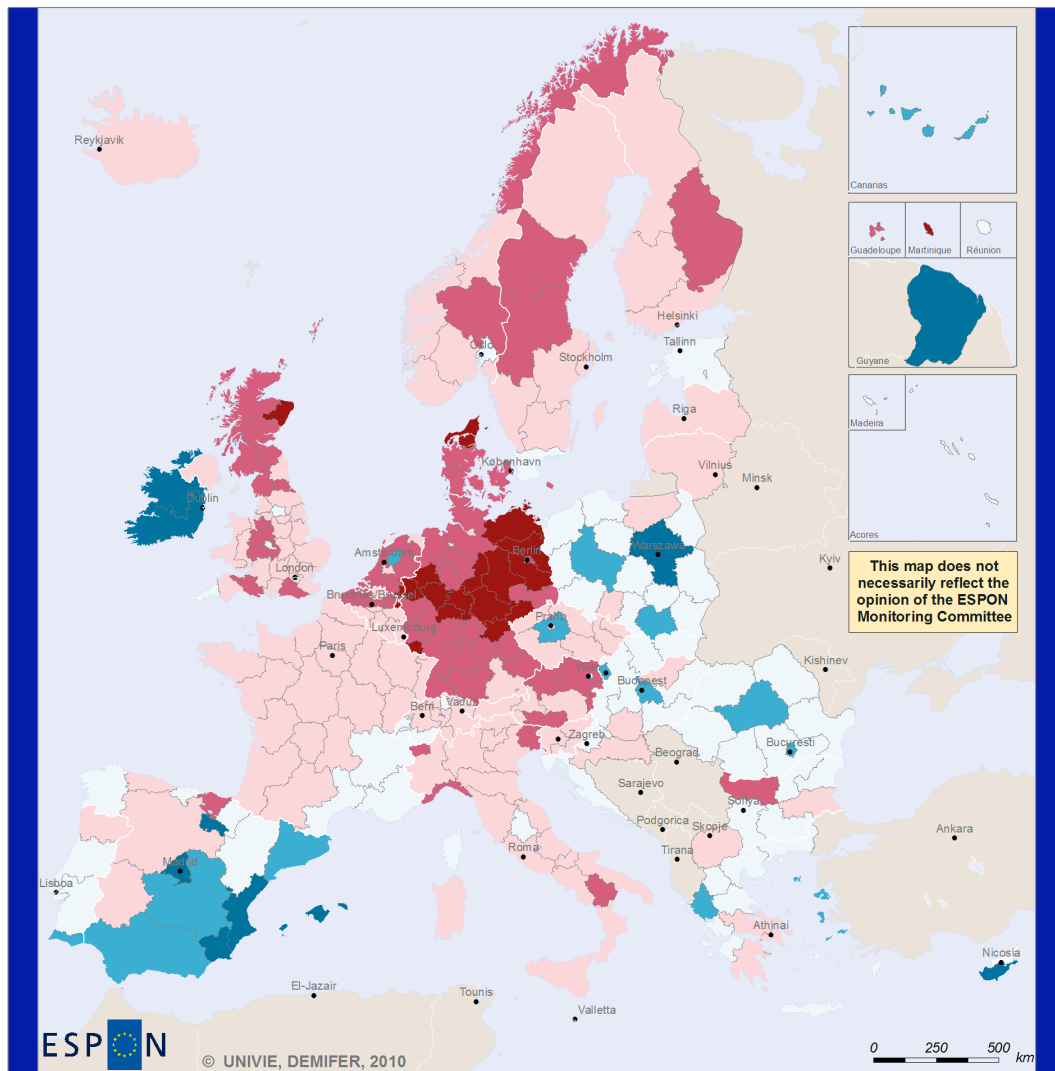 Reykjavik
Canarias
Guadeloupe
Martinique
Réunion
Guyane
Madeira
Acores
This map does not
necessarily reflect the
opinion of the ESPON
Monitoring Committee
Helsinki
Tallinn
Oslo
Stockholm
Riga
København
Vilnius
Minsk
Dublin
Amsterdam
Berlin
Warszawa
London
Kyiv
Bruxelles/Brussel
Praha
Luxembourg
Paris
Kishinev
Wien
Budapest
Bern
Vaduz
Zagreb
Bucuresti
Beograd
Sarajevo
Sofiya
Podgorica
Skopje
Ankara
Roma
Tirana
Madrid
Lisboa
Athinai
Nicosia
El-Jazair
Tounis
Valletta
ESPON
© UNIVIE, DEMIFER, 2010
0 250 500
km